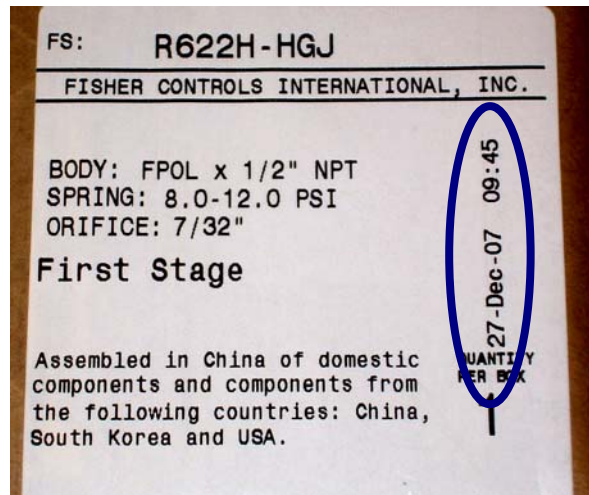 FS: R622H-HGJ
FISHER CONTROLS INTERNATIONAL, INC.
BODY: FPOL x 1/2" NPT
SPRING: 8.0-12.0 PSI
ORIFICE: 7/32"
First Stage
27-Dec-07 09:45
Assembled in China of domestic
components and components from
the following countries: China,
South Korea and USA.
QUANTITY
PER BOX
1